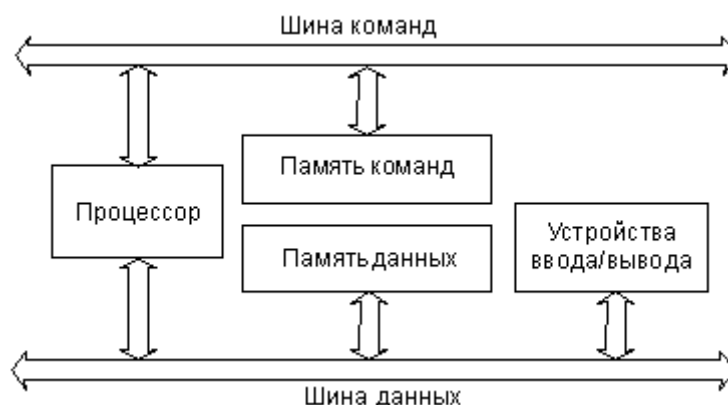 Шина команд
Память команд
Процессор
Память данных
Устройства
ввода/вывода
Шина данных